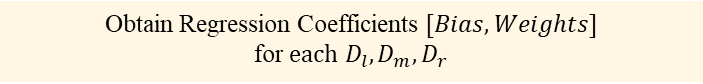 Obtain Regression Coefficients [Bias, Weights]
for each Dₗ, Dₘ, Dᵣ